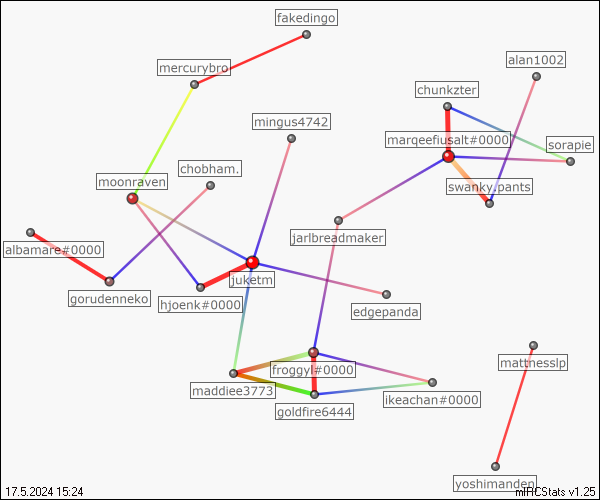 fakedingo
alan1002
mercurybro
chunkzter
mingus4742
marqeefiusalt#0000
sorapie
chobham.
moonraven
swanky.pants
jarlbreadmaker
albamare#0000
juketm
gorudenneko
hjoenk#0000
edgepanda
mattnesslp
froggyl#0000
maddiee3773
ikeachan#0000
goldfire6444
yoshimanden
17.5.2024 15:24
mIRCStats v1.25